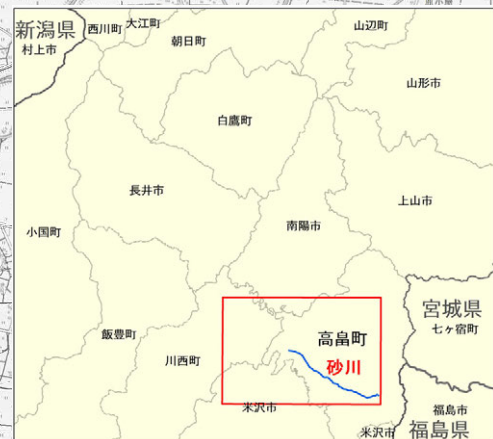 新潟県
村上市
西川町
大江町
朝日町
山辺町
山形市
白鷹町
長井市
上山市
小国町
南陽市
宮城県
七ヶ宿町
飯豊町
高畠町
川西町
砂川
米沢市
福島市
米沢市
福島県